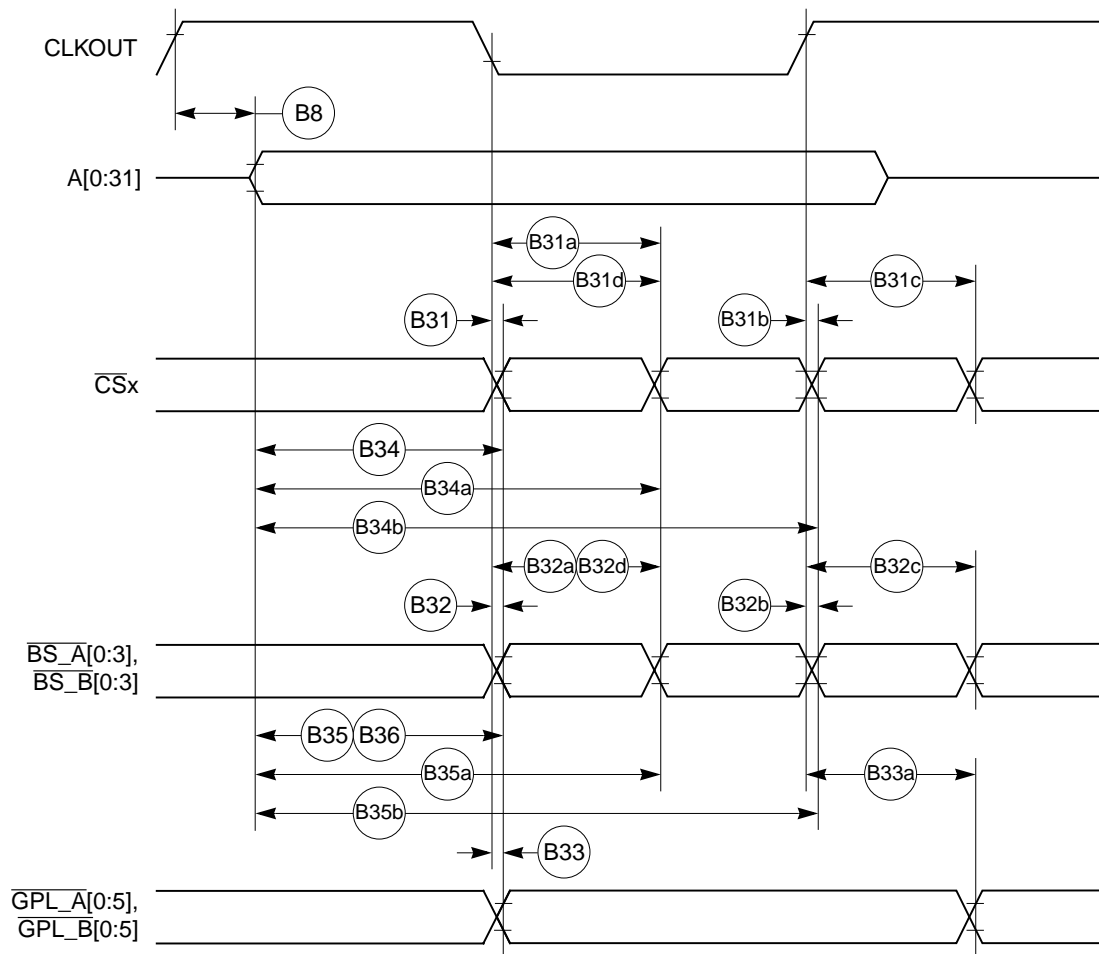 CLKOUT
B8
A[0:31]
B31a
B31d
B31c
B31
B31b
CSx
B34
B34a
B34b
B32a B32d
B32c
B32
B32b
BS_A[0:3],
BS_B[0:3]
B35 B36
B35a
B33a
B35b
B33
GPL_A[0:5],
GPL_B[0:5]